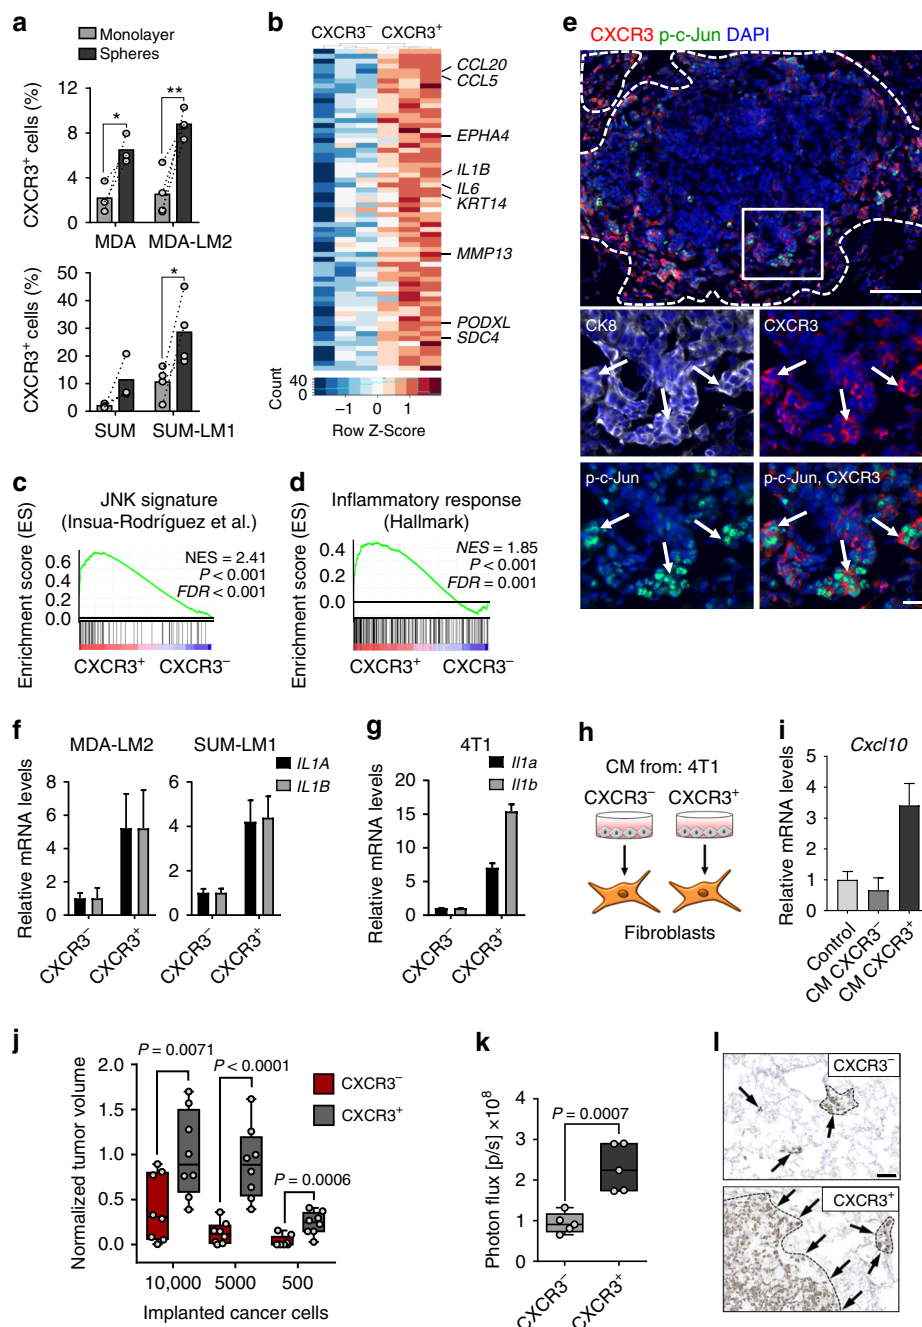 a
Monolayer
Spheres
CXCR3+ cells (%)
12
8
4
0
*
**
MDA
MDA-LM2
CXCR3+ cells (%)
50
40
30
20
10
0
*
SUM
SUM-LM1
b
CXCR3–
CXCR3+
CCL20
CCL5
EPHA4
IL1B
IL6
KRT14
MMP13
PODXL
SDC4
Count
40
0
–1
0
1
Row Z-Score
c
JNK signature
(Insua-Rodríguez et al.)
Enrichment score (ES)
0.6
0.4
0.2
0.0
NES = 2.41
P < 0.001
FDR < 0.001
CXCR3+
CXCR3–
d
Inflammatory response
(Hallmark)
Enrichment score (ES)
0.4
0.2
0.0
NES = 1.85
P < 0.001
FDR = 0.001
CXCR3+
CXCR3–
e
CXCR3 p-c-Jun DAPI
CK8
CXCR3
p-c-Jun
p-c-Jun, CXCR3
f
MDA-LM2
SUM-LM1
IL1A
IL1B
Relative mRNA levels
8
6
4
2
0
6
4
2
0
CXCR3–
CXCR3+
CXCR3–
CXCR3+
g
4T1
Il1a
Il1b
Relative mRNA levels
20
15
10
5
0
CXCR3–
CXCR3+
h
CM from: 4T1
CXCR3–
CXCR3+
Fibroblasts
i
Cxcl10
Relative mRNA levels
5
4
3
2
1
0
Control
CM CXCR3–
CM CXCR3+
j
P = 0.0071
P < 0.0001
P = 0.0006
CXCR3–
CXCR3+
Normalized tumor volume
2.0
1.5
1.0
0.5
0.0
10,000
5000
500
Implanted cancer cells
k
P = 0.0007
Photon flux [p/s] ×10⁸
4
3
2
1
0
CXCR3–
CXCR3+
l
CXCR3–
CXCR3+